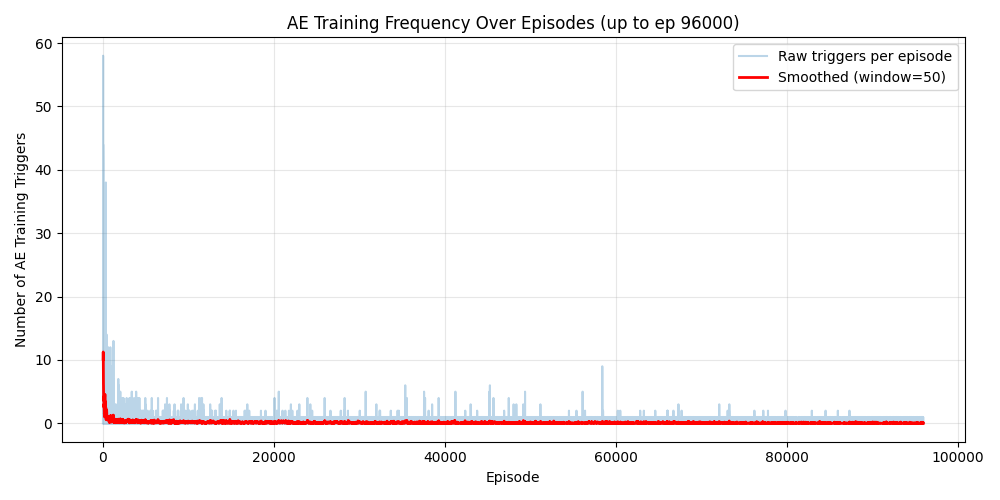 AE Training Frequency Over Episodes (up to ep 96000)
Raw triggers per episode
Smoothed (window=50)
Number of AE Training Triggers
60
50
40
30
20
10
0
0
20000
40000
60000
80000
100000
Episode